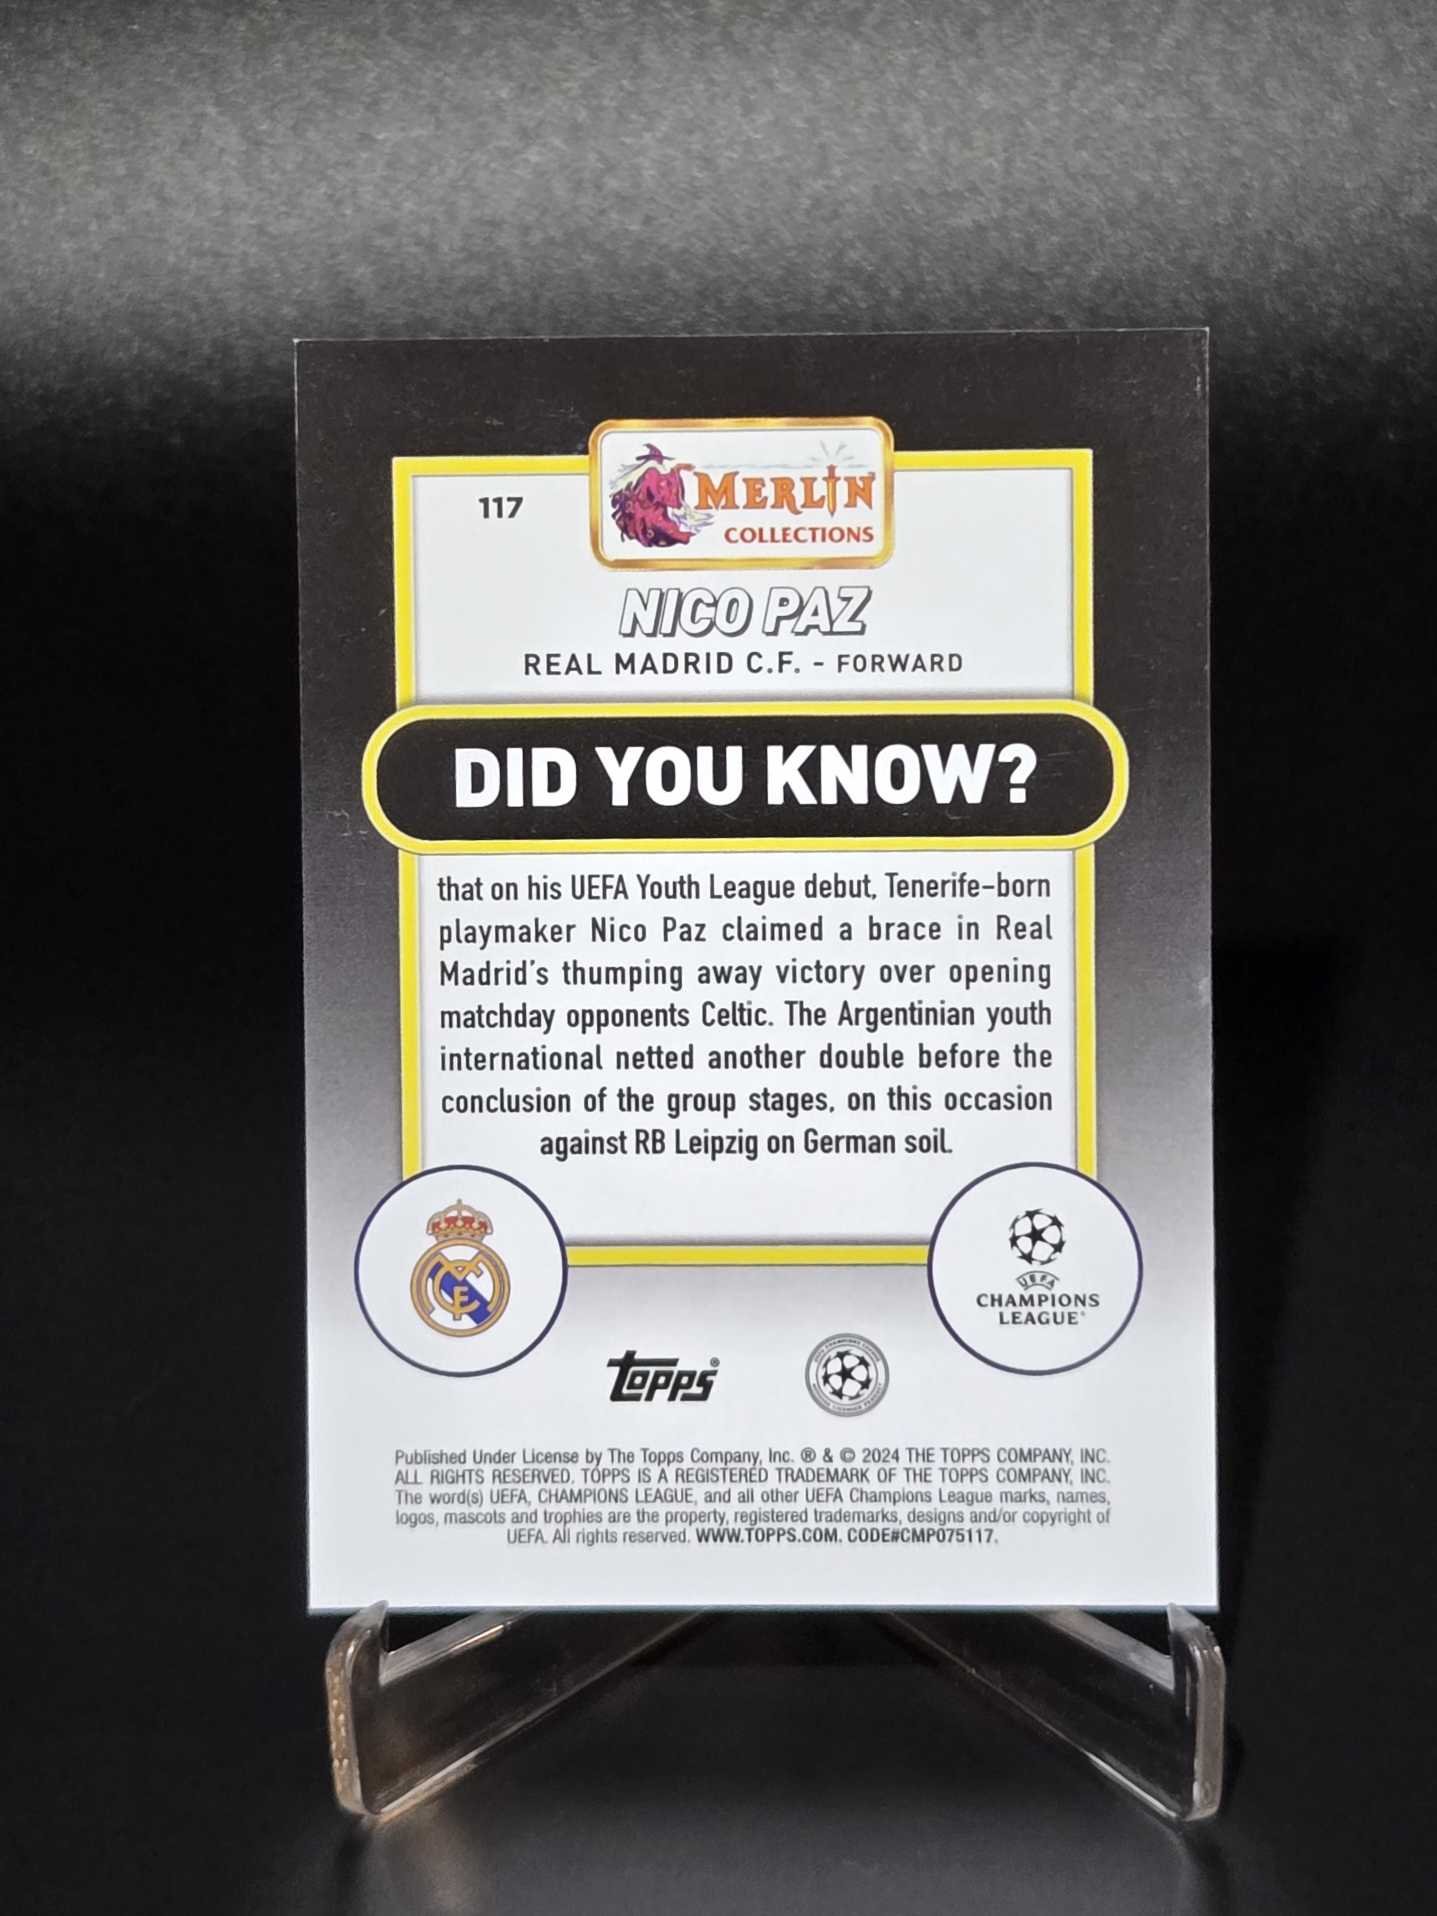 117
MERLIN
COLLECTIONS
NICO PAZ
REAL MADRID C.F. - FORWARD
DID YOU KNOW?
that on his UEFA Youth League debut, Tenerife-born
playmaker Nico Paz claimed a brace in Real
Madrid's thumping away victory over opening
matchday opponents Celtic. The Argentinian youth
international netted another double before the
conclusion of the group stages, on this occasion
against RB Leipzig on German soil.
UEFA
CHAMPIONS
LEAGUE®
topps®
Published Under License by The Topps Company, Inc. ® & © 2024 THE TOPPS COMPANY, INC.
ALL RIGHTS RESERVED. TOPPS IS A REGISTERED TRADEMARK OF THE TOPPS COMPANY, INC.
The word(s) UEFA, CHAMPIONS LEAGUE, and all other UEFA Champions League marks, names,
logos, mascots and trophies are the property, registered trademarks, designs and/or copyright of
UEFA. All rights reserved. WWW.TOPPS.COM. CODE#CMP075117.